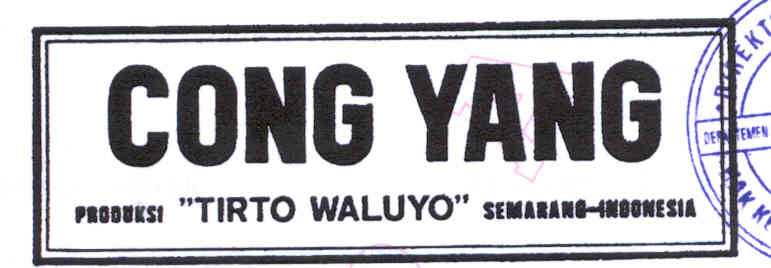 CONG YANG
PRODUKSI "TIRTO WALUYO" SEMARANG-INDONESIA